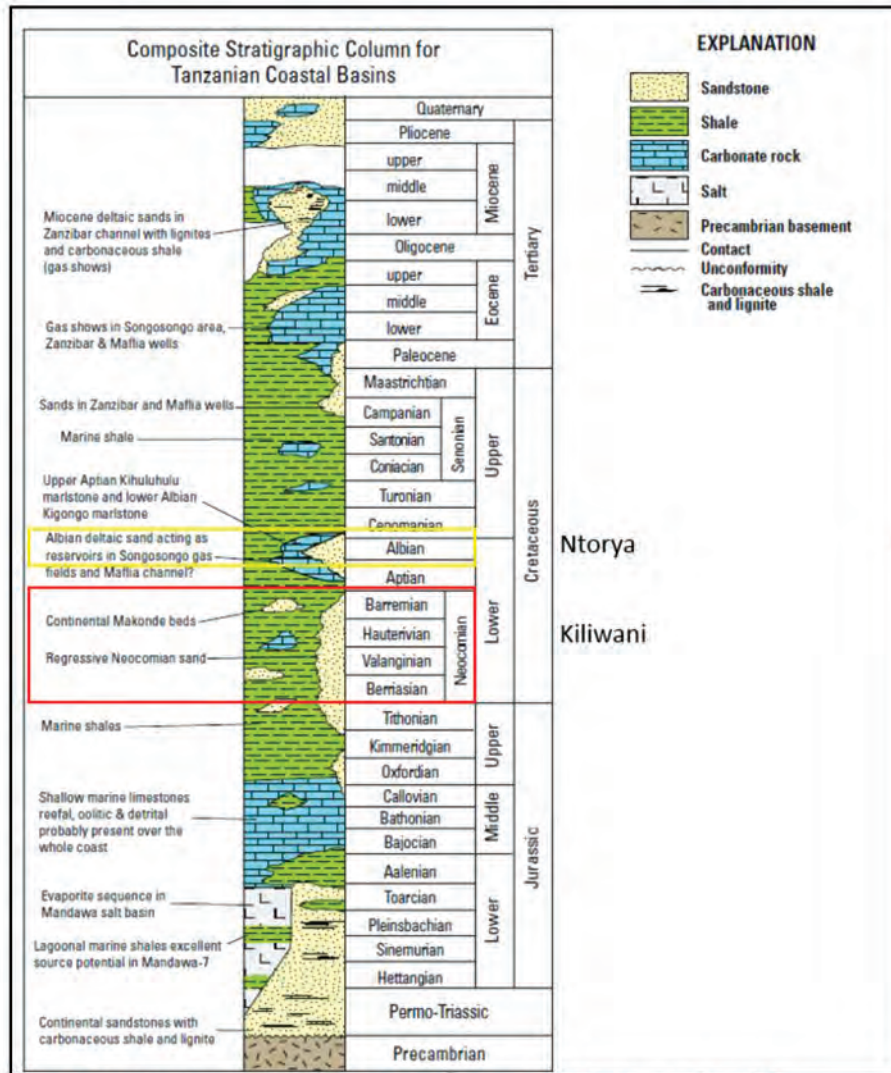 Composite Stratigraphic Column for
Tanzanian Coastal Basins
EXPLANATION
Sandstone
Shale
Carbonate rock
Salt
Precambrian basement
Contact
Unconformity
Carbonaceous shale
and lignite
Quaternary
Pliocene
upper
middle
lower
Miocene
Oligocene
upper
middle
lower
Eocene
Paleocene
Tertiary
Maastrichtian
Campanian
Santonian
Coniacian
Senonian
Turonian
Cenomanian
Upper
Albian
Aptian
Barremian
Hauterivian
Valanginian
Berriasian
Neocomian
Lower
Cretaceous
Tithonian
Kimmeridgian
Oxfordian
Upper
Callovian
Bathonian
Bajocian
Middle
Aalenian
Toarcian
Pleinsbachian
Sinemurian
Hettangian
Lower
Jurassic
Permo-Triassic
Precambrian
Miocene deltaic sands in
Zanzibar channel with lignites
and carbonaceous shale
(gas shows)
Gas shows in Songosongo area,
Zanzibar & Maflia wells
Sands in Zanzibar and Maflia wells
Marine shale
Upper Aptian Kihuluhulu
marlstone and lower Albian
Kigongo marlstone
Albian deltaic sand acting as
reservoirs in Songosongo gas
fields and Maflia channel?
Continental Makonde beds
Regressive Neocomian sand
Marine shales
Shallow marine limestones
reefal, oolitic & detrital
probably present over the
whole coast
Evaporite sequence in
Mandawa salt basin
Lagoonal marine shales excellent
source potential in Mandawa-7
Continental sandstones with
carbonaceous shale and lignite
Ntorya
Kiliwani